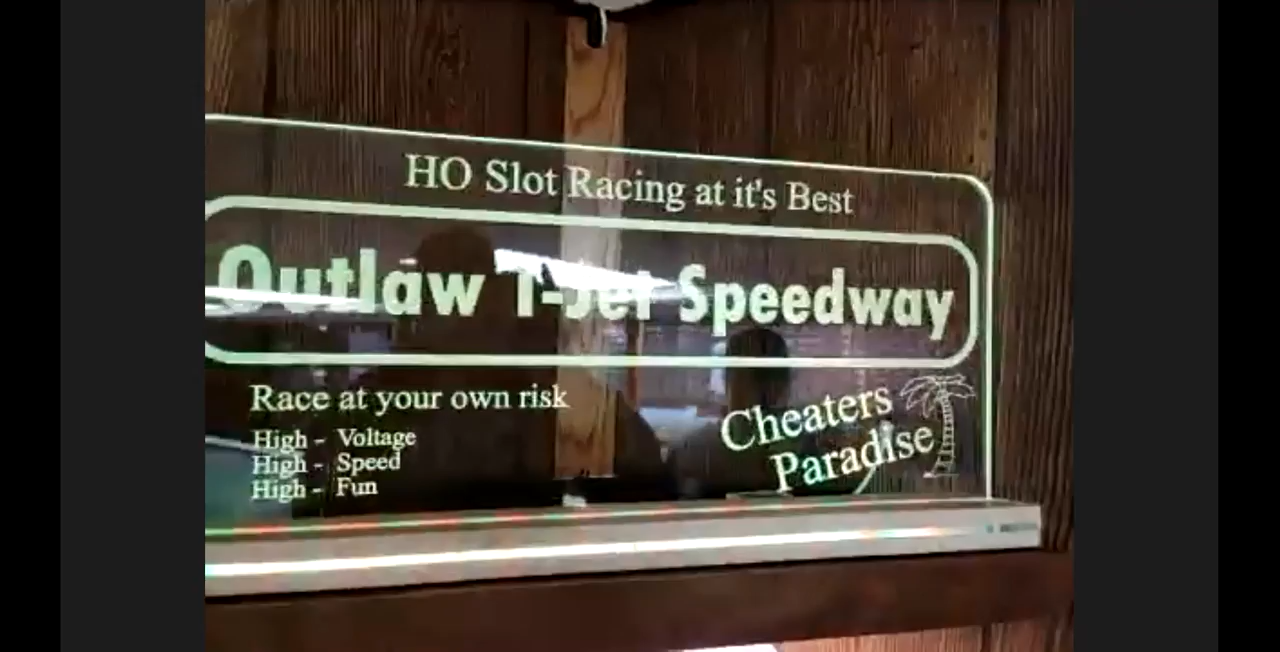 HO Slot Racing at it's Best
Outlaw T-Jet Speedway
Race at your own risk
High - Voltage
High - Speed
High - Fun
Cheaters
Paradise